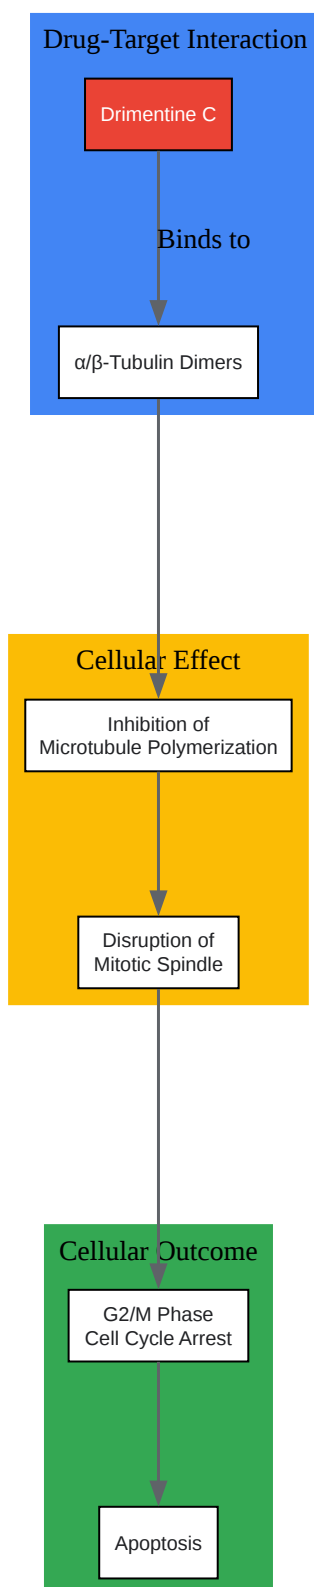 Drug-Target Interaction
Drimentine C
Binds to
α/β-Tubulin Dimers
Cellular Effect
Inhibition of
Microtubule Polymerization
Disruption of
Mitotic Spindle
Cellular Outcome
G2/M Phase
Cell Cycle Arrest
Apoptosis